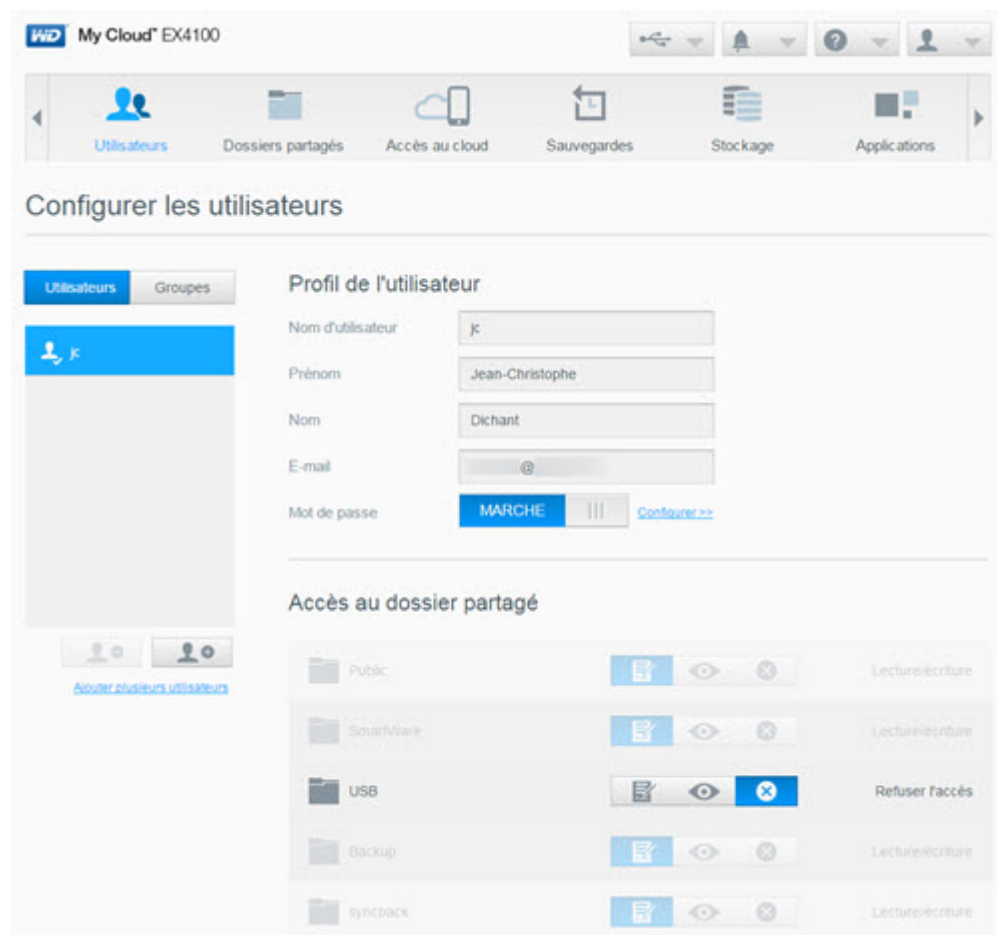 WD My Cloud™ EX4100
Utilisateurs Dossiers partagés Accès au cloud Sauvegardes Stockage Applications
Configurer les utilisateurs
Utilisateurs Groupes
jc
Ajouter plusieurs utilisateurs
Profil de l'utilisateur
Nom d'utilisateur jc
Prénom Jean-Christophe
Nom Dichant
E-mail @
Mot de passe MARCHE Configurer >>
Accès au dossier partagé
Public Lecture/écriture
SmartWare Lecture/écriture
USB Refuser l'accès
Backup Lecture/écriture
syncback Lecture/écriture